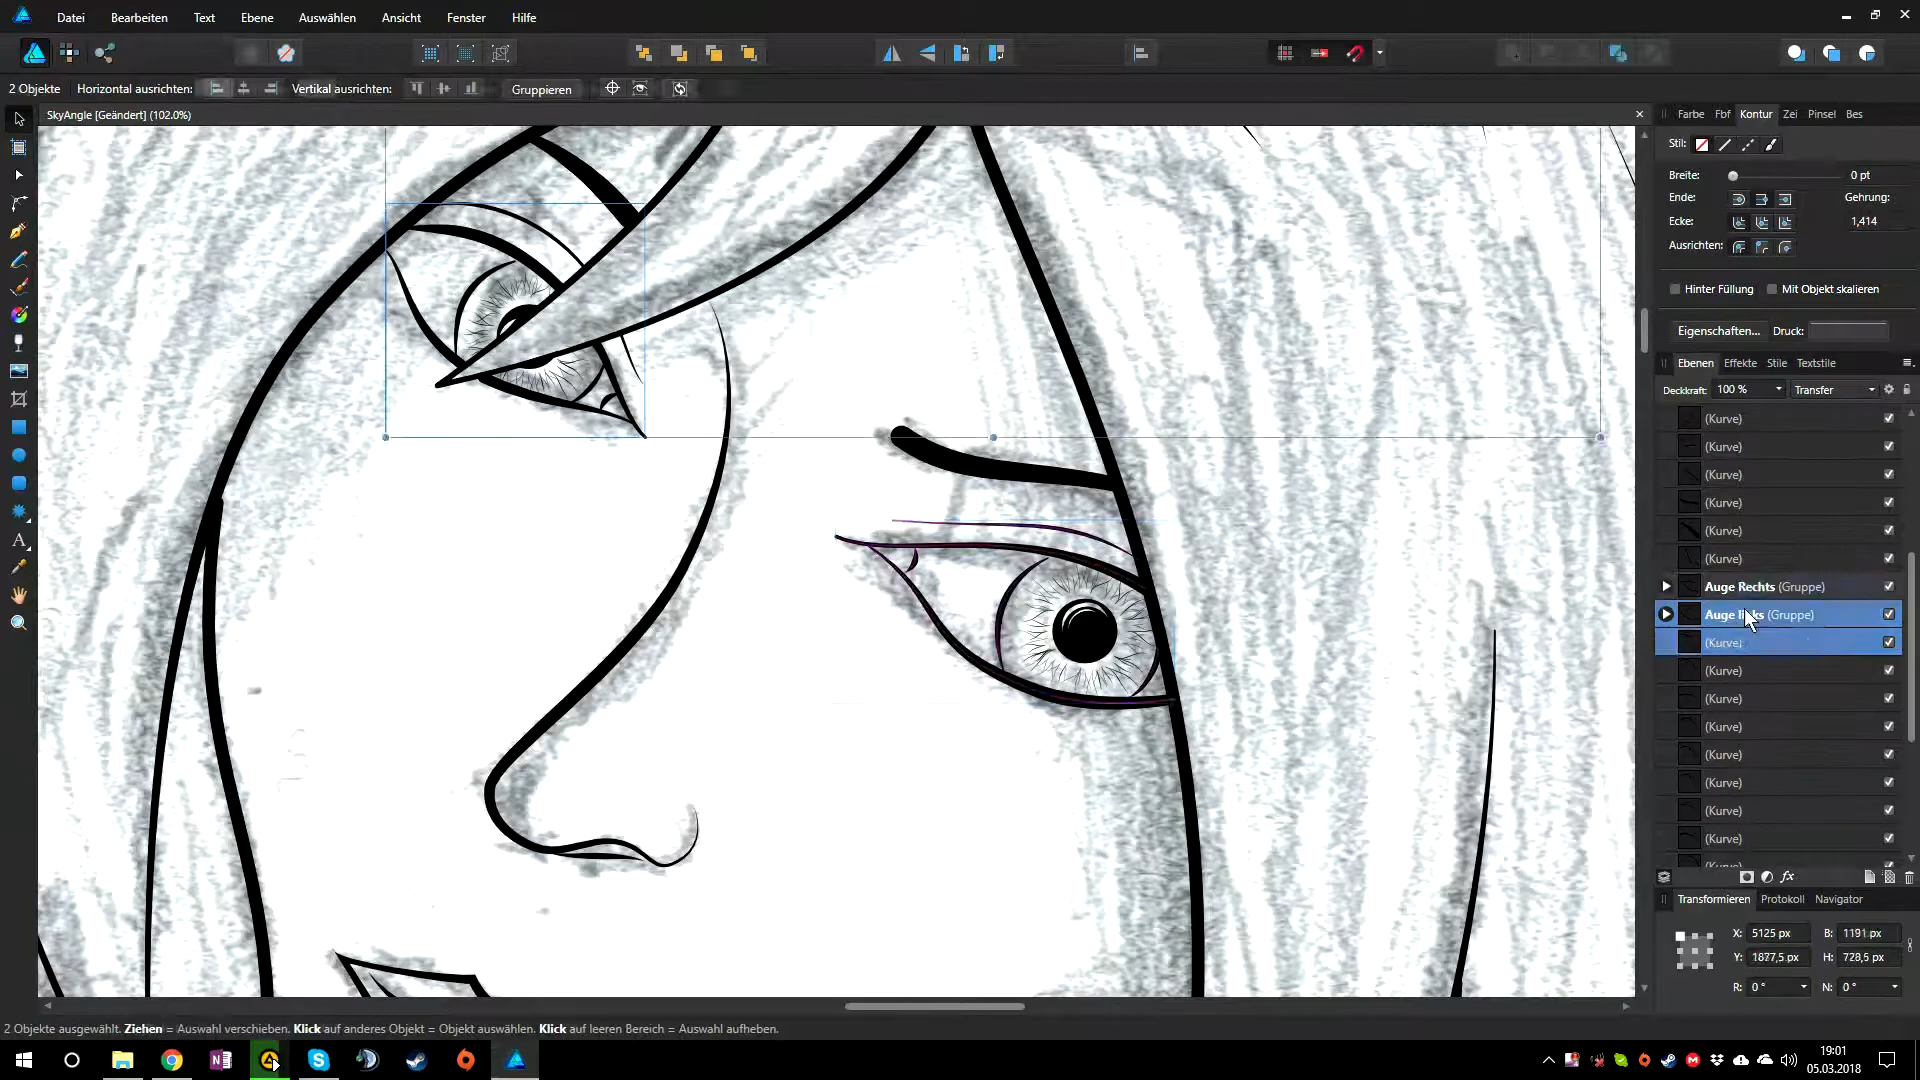 Datei Bearbeiten Text Ebene Auswählen Ansicht Fenster Hilfe
2 Objekte Horizontal ausrichten: Vertikal ausrichten: Gruppieren
SkyAngle [Geändert] (102.0%)
Farbe Fbf Kontur Zei Pinsel Bes
Stil:
Breite: 0 pt
Ende: Gehrung:
Ecke: 1,414
Ausrichten:
Hinter Füllung Mit Objekt skalieren
Eigenschaften... Druck:
Ebenen Effekte Stile Textstile
Deckkraft: 100 % Transfer
(Kurve)
(Kurve)
(Kurve)
(Kurve)
(Kurve)
(Kurve)
Auge Rechts (Gruppe)
Auge (Gruppe)
(Kurve)
(Kurve)
(Kurve)
(Kurve)
(Kurve)
(Kurve)
(Kurve)
(Kurve)
(Kurve)
fx
Transformieren Protokoll Navigator
X: 5125 px B: 1191 px
Y: 1877,5 px H: 728,5 px
R: 0 ° N: 0 °
2 Objekte ausgewählt. Ziehen = Auswahl verschieben. Klick auf anderes Objekt = Objekt auswählen. Klick auf leeren Bereich = Auswahl aufheben.
19:01
05.03.2018